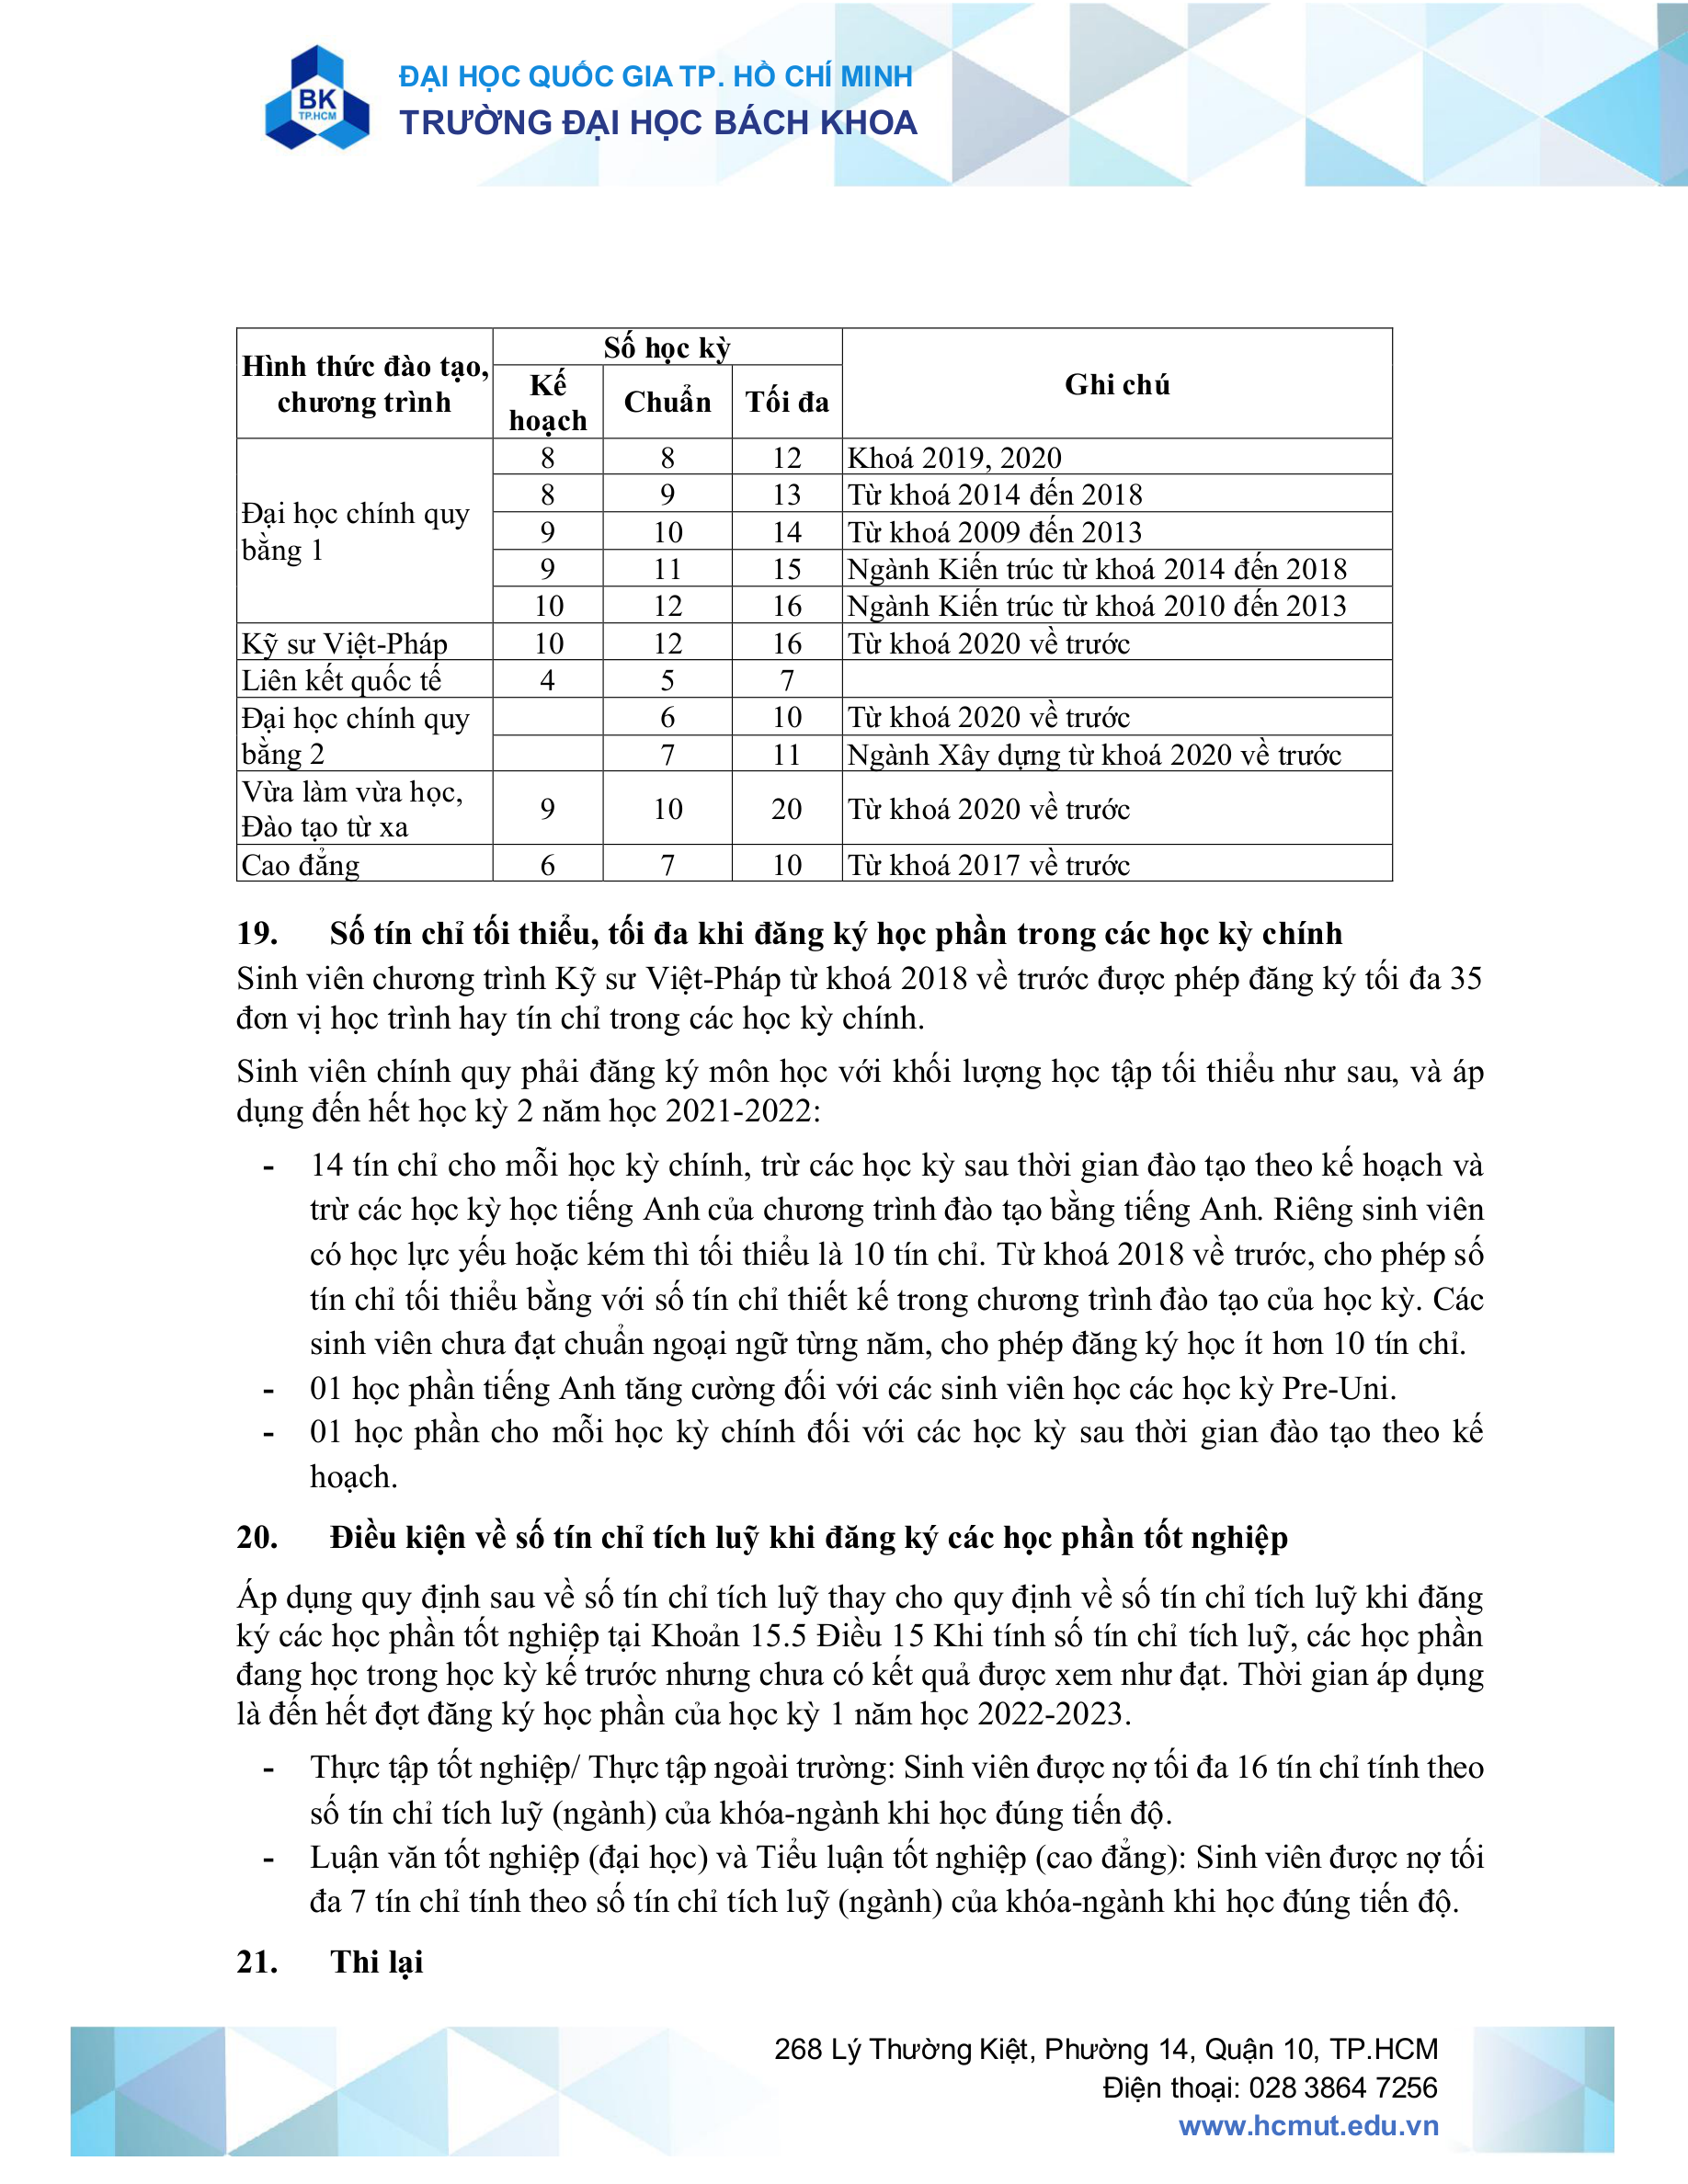 BK
TP.HCM
ĐẠI HỌC QUỐC GIA TP. HỒ CHÍ MINH
TRƯỜNG ĐẠI HỌC BÁCH KHOA
Hình thức đào tạo, chương trình | Số học kỳ | Ghi chú
Kế hoạch | Chuẩn | Tối đa
Đại học chính quy bằng 1 | 8 | 8 | 12 | Khoá 2019, 2020
8 | 9 | 13 | Từ khoá 2014 đến 2018
9 | 10 | 14 | Từ khoá 2009 đến 2013
9 | 11 | 15 | Ngành Kiến trúc từ khoá 2014 đến 2018
10 | 12 | 16 | Ngành Kiến trúc từ khoá 2010 đến 2013
Kỹ sư Việt-Pháp | 10 | 12 | 16 | Từ khoá 2020 về trước
Liên kết quốc tế | 4 | 5 | 7
Đại học chính quy bằng 2 | 6 | 10 | Từ khoá 2020 về trước
7 | 11 | Ngành Xây dựng từ khoá 2020 về trước
Vừa làm vừa học, Đào tạo từ xa | 9 | 10 | 20 | Từ khoá 2020 về trước
Cao đẳng | 6 | 7 | 10 | Từ khoá 2017 về trước
19. Số tín chỉ tối thiểu, tối đa khi đăng ký học phần trong các học kỳ chính
Sinh viên chương trình Kỹ sư Việt-Pháp từ khoá 2018 về trước được phép đăng ký tối đa 35
đơn vị học trình hay tín chỉ trong các học kỳ chính.
Sinh viên chính quy phải đăng ký môn học với khối lượng học tập tối thiểu như sau, và áp
dụng đến hết học kỳ 2 năm học 2021-2022:
- 14 tín chỉ cho mỗi học kỳ chính, trừ các học kỳ sau thời gian đào tạo theo kế hoạch và
trừ các học kỳ học tiếng Anh của chương trình đào tạo bằng tiếng Anh. Riêng sinh viên
có học lực yếu hoặc kém thì tối thiểu là 10 tín chỉ. Từ khoá 2018 về trước, cho phép số
tín chỉ tối thiểu bằng với số tín chỉ thiết kế trong chương trình đào tạo của học kỳ. Các
sinh viên chưa đạt chuẩn ngoại ngữ từng năm, cho phép đăng ký học ít hơn 10 tín chỉ.
- 01 học phần tiếng Anh tăng cường đối với các sinh viên học các học kỳ Pre-Uni.
- 01 học phần cho mỗi học kỳ chính đối với các học kỳ sau thời gian đào tạo theo kế
hoạch.
20. Điều kiện về số tín chỉ tích luỹ khi đăng ký các học phần tốt nghiệp
Áp dụng quy định sau về số tín chỉ tích luỹ thay cho quy định về số tín chỉ tích luỹ khi đăng
ký các học phần tốt nghiệp tại Khoản 15.5 Điều 15 Khi tính số tín chỉ tích luỹ, các học phần
đang học trong học kỳ kế trước nhưng chưa có kết quả được xem như đạt. Thời gian áp dụng
là đến hết đợt đăng ký học phần của học kỳ 1 năm học 2022-2023.
- Thực tập tốt nghiệp/ Thực tập ngoài trường: Sinh viên được nợ tối đa 16 tín chỉ tính theo
số tín chỉ tích luỹ (ngành) của khóa-ngành khi học đúng tiến độ.
- Luận văn tốt nghiệp (đại học) và Tiểu luận tốt nghiệp (cao đẳng): Sinh viên được nợ tối
đa 7 tín chỉ tính theo số tín chỉ tích luỹ (ngành) của khóa-ngành khi học đúng tiến độ.
21. Thi lại
268 Lý Thường Kiệt, Phường 14, Quận 10, TP.HCM
Điện thoại: 028 3864 7256
www.hcmut.edu.vn